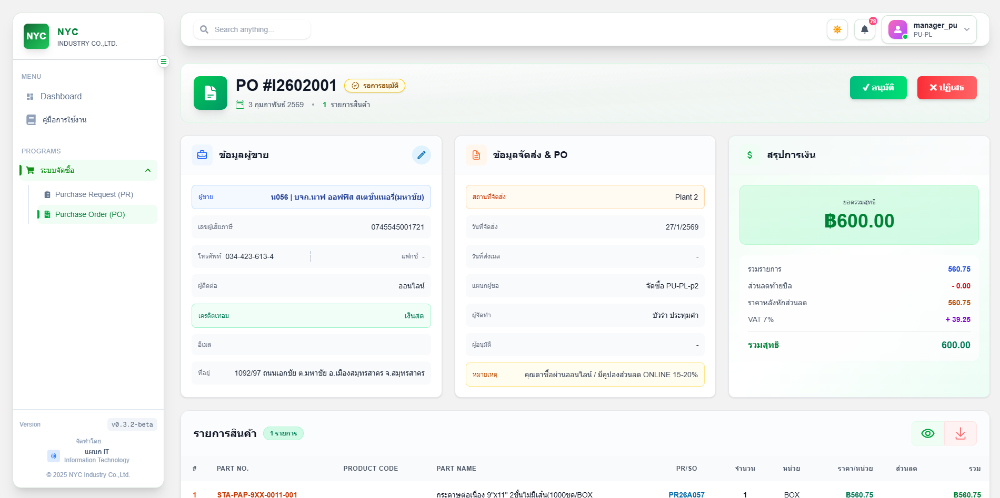 NYC
NYC
INDUSTRY CO.,LTD.
MENU
Dashboard
คู่มือการใช้งาน
PROGRAMS
ระบบจัดซื้อ
Purchase Request (PR)
Purchase Order (PO)
Version
v0.3.2-beta
จัดทำโดย
แผนก IT
Information Technology
© 2025 NYC Industry Co.,Ltd.
Search anything...
78
manager_pu
PU-PL
PO #I2602001
รอการอนุมัติ
3 กุมภาพันธ์ 2569 • 1 รายการสินค้า
อนุมัติ
ปฏิเสธ
ข้อมูลผู้ขาย
ผู้ขาย น056 | บจก.นาฟ ออฟฟิส สเตชั่นเนอรี่(มหาชัย)
เลขผู้เสียภาษี 0745545001721
โทรศัพท์ 034-423-613-4 แฟกซ์ -
ผู้ติดต่อ ออนไลน์
เครดิตเทอม เงินสด
อีเมล
ที่อยู่ 1092/97 ถนนเอกชัย ต.มหาชัย อ.เมืองสมุทรสาคร จ.สมุทรสาคร
ข้อมูลจัดส่ง & PO
สถานที่จัดส่ง Plant 2
วันที่จัดส่ง 27/1/2569
วันที่ส่งเมล -
แผนกผู้ขอ จัดซื้อ PU-PL-p2
ผู้จัดทำ บัวรำ ประทุมคำ
ผู้อนุมัติ -
หมายเหตุ คุณตาซื้อผ่านออนไลน์ / มีคูปองส่วนลด ONLINE 15-20%
$ สรุปการเงิน
ยอดรวมสุทธิ
฿600.00
รวมรายการ 560.75
ส่วนลดท้ายบิล - 0.00
ราคาหลังหักส่วนลด 560.75
VAT 7% + 39.25
รวมสุทธิ 600.00
รายการสินค้า 1 รายการ
# PART NO. PRODUCT CODE PART NAME PR/SO จำนวน หน่วย ราคา/หน่วย ส่วนลด รวม
1 STA-PAP-9XX-0011-001 กระดาษต่อเนื่อง 9"x11" 2ชั้นไม่มีเส้น(1000ชุด/BOX PR26A057 1 BOX ฿560.75 ฿560.75